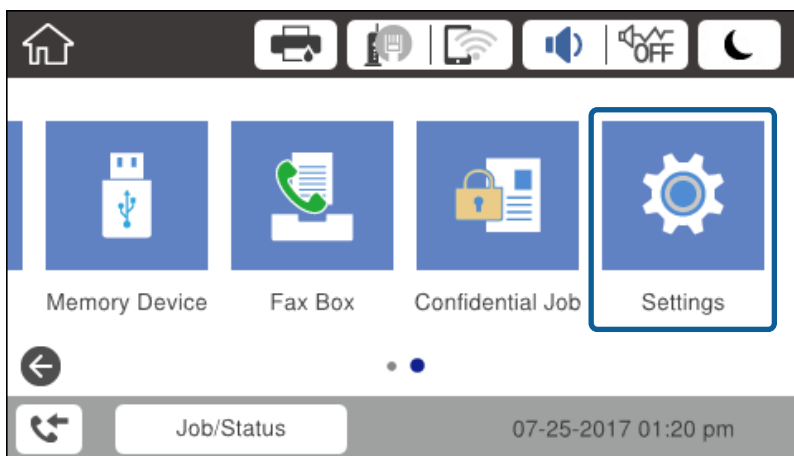 OFF
Memory Device
Fax Box
Confidential Job
Settings
Job/Status
07-25-2017 01:20 pm